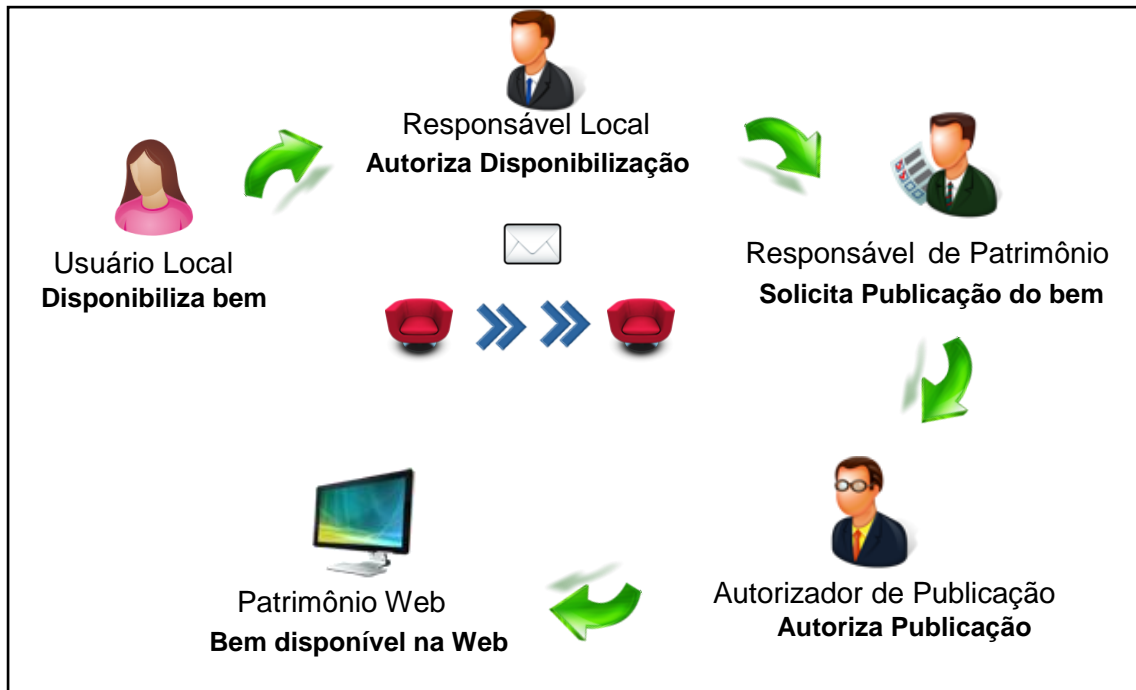 Responsável Local
Autoriza Disponibilização
Usuário Local
Disponibiliza bem
Responsável de Patrimônio
Solicita Publicação do bem
Autorizador de Publicação
Autoriza Publicação
Patrimônio Web
Bem disponível na Web